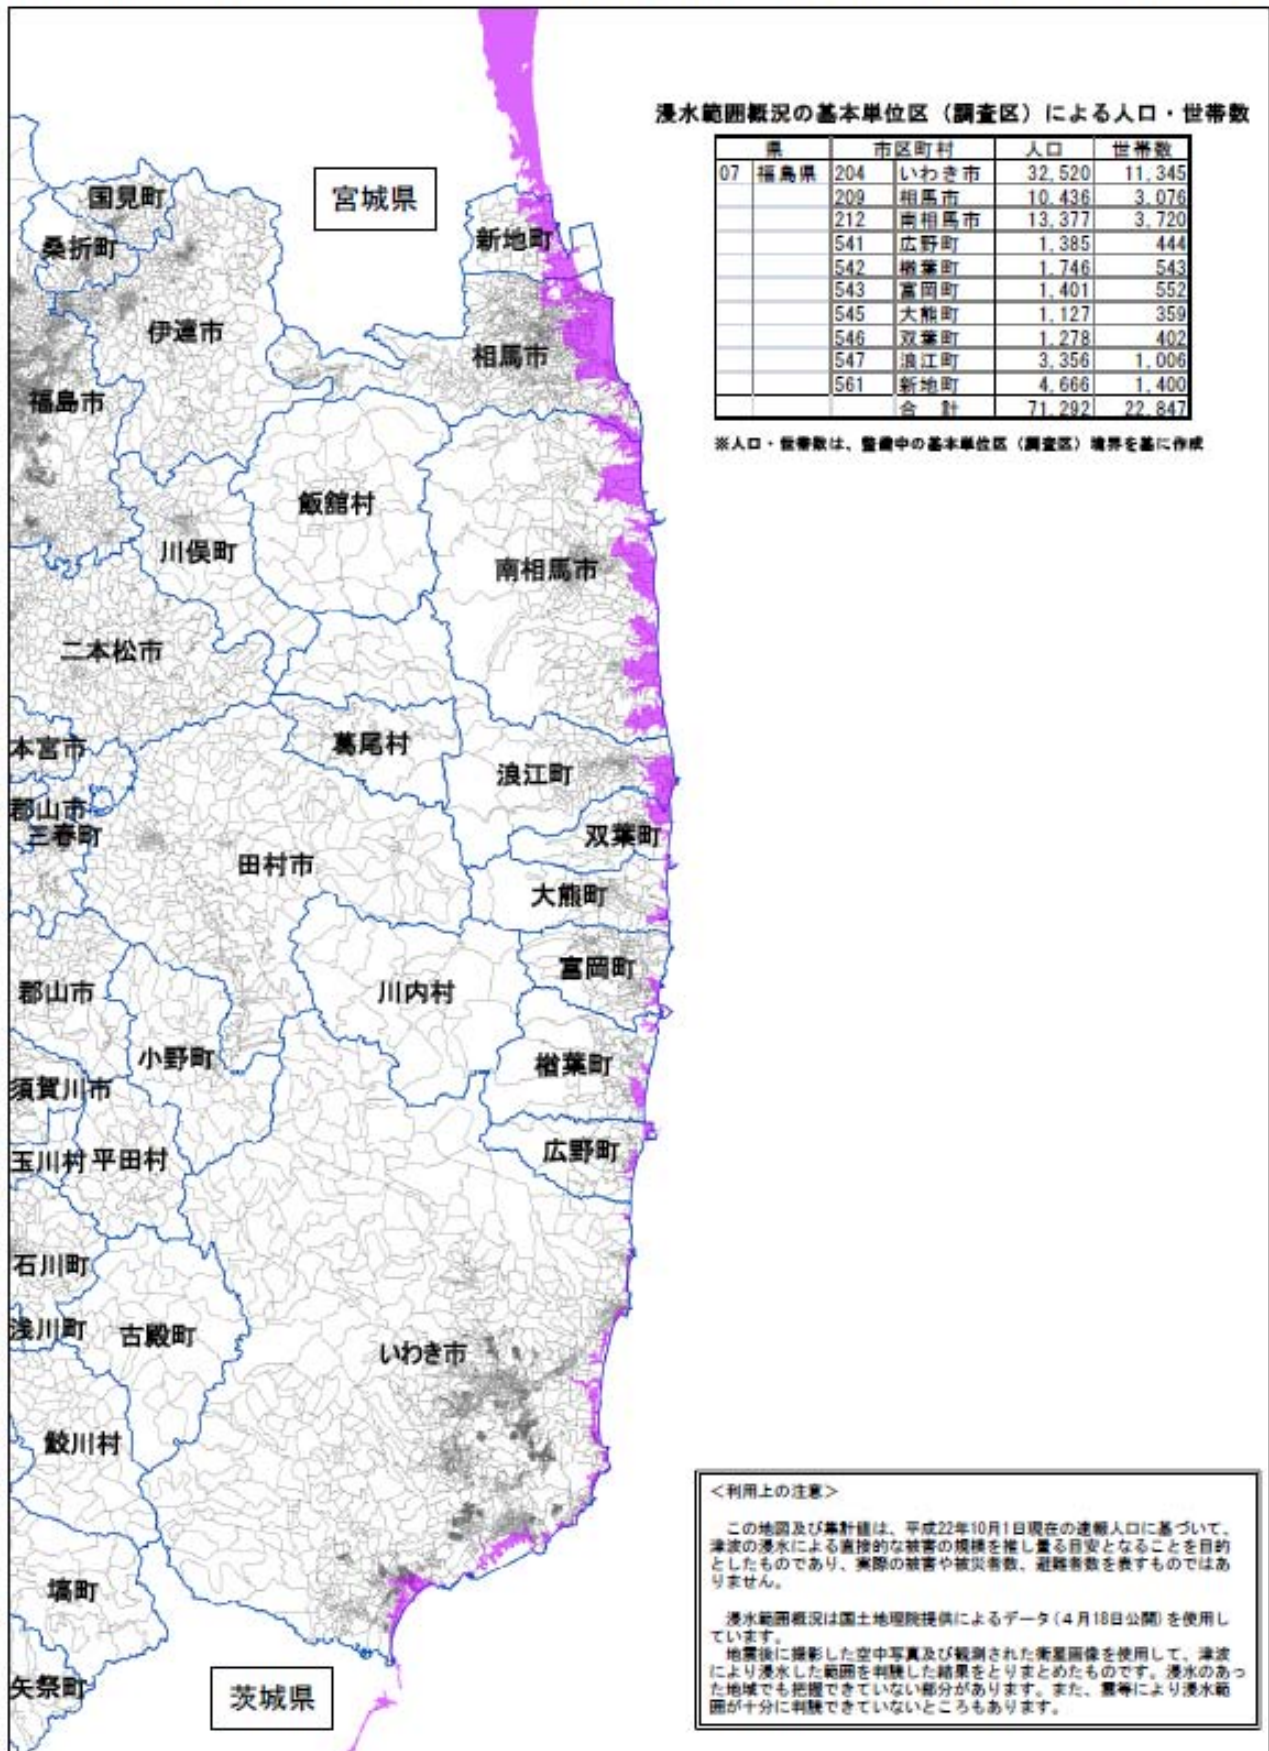 浸水範囲概況の基本単位区（調査区）による人口・世帯数
県 市区町村 人口 世帯数
07 福島県 204 いわき市 32,520 11,345
209 相馬市 10,436 3,076
212 南相馬市 13,377 3,720
541 広野町 1,385 444
542 楢葉町 1,746 543
543 富岡町 1,401 552
545 大熊町 1,127 359
546 双葉町 1,278 402
547 浪江町 3,356 1,006
561 新地町 4,666 1,400
合 計 71,292 22,847
※人口・世帯数は、整備中の基本単位区（調査区）境界を基に作成
宮城県
国見町
桑折町
新地町
伊達市
相馬市
福島市
飯舘村
川俣町
南相馬市
二本松市
本宮市
葛尾村
浪江町
郡山市
三春町
双葉町
田村市
大熊町
富岡町
郡山市
川内村
小野町
楢葉町
須賀川市
玉川村
平田村
広野町
石川町
浅川町
古殿町
いわき市
鮫川村
塙町
矢祭町
茨城県
＜利用上の注意＞
この地図及び集計値は、平成22年10月1日現在の速報人口に基づいて、
津波の浸水による直接的な被害の規模を推し量る目安となることを目的
としたものであり、実際の被害や被災者数、避難者数を表すものではあ
りません。
浸水範囲概況は国土地理院提供によるデータ(４月18日公開)を使用し
ています。
地震後に撮影した空中写真及び観測された衛星画像を使用して、津波
により浸水した範囲を判読した結果をとりまとめたものです。浸水のあっ
た地域でも把握できていない部分があります。また、雲等により浸水範
囲が十分に判読できていないところもあります。